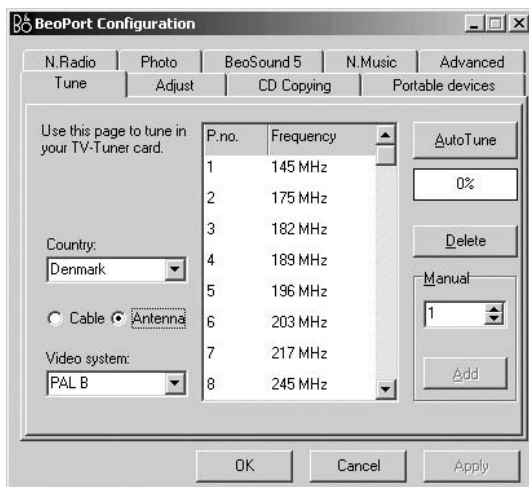 BeoPort Configuration
N.Radio Photo BeoSound 5 N.Music Advanced
Tune Adjust CD Copying Portable devices
Use this page to tune in
your TV-Tuner card.
P.no. Frequency
1 145 MHz
2 175 MHz
3 182 MHz
4 189 MHz
5 196 MHz
6 203 MHz
7 217 MHz
8 245 MHz
AutoTune
0%
Delete
Manual
1
Add
Country:
Denmark
Cable Antenna
Video system:
PAL B
OK Cancel Apply